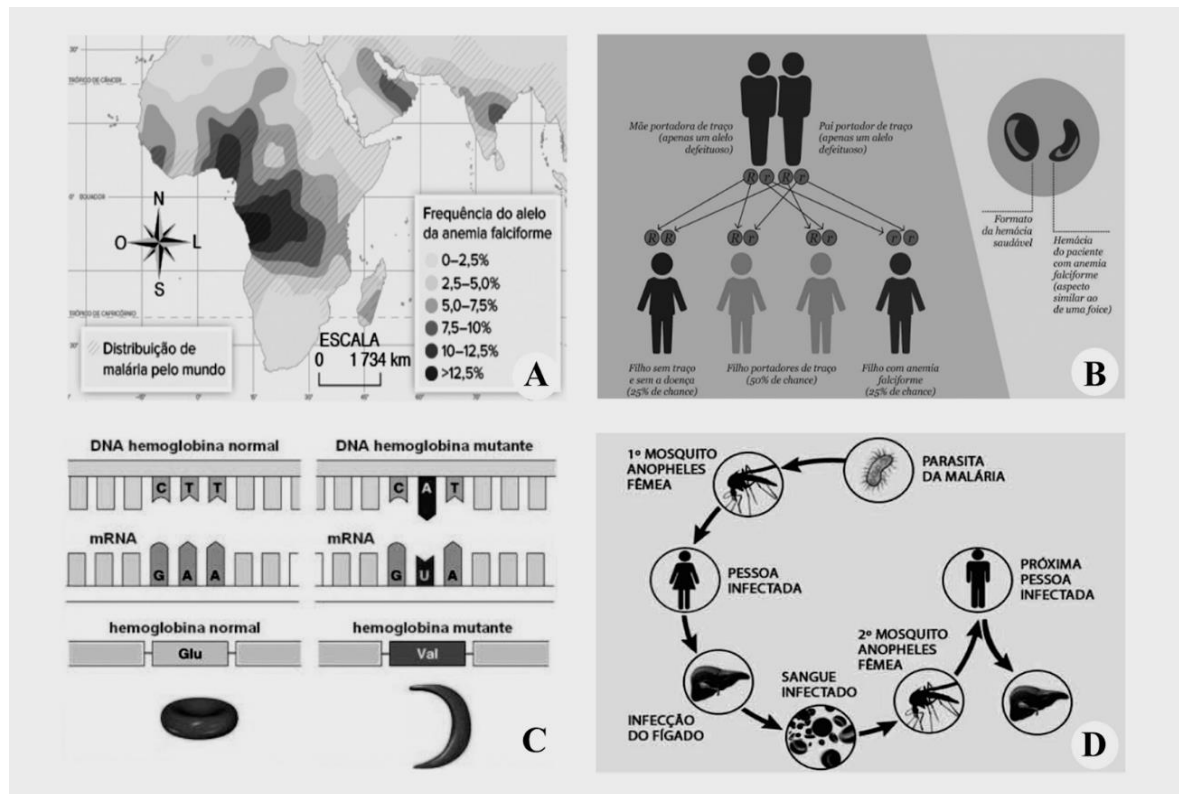 30°
TRÓPICO DE CÂNCER
0° EQUADOR
TRÓPICO DE CAPRICÓRNIO
N
O
L
S
Frequência do alelo
da anemia falciforme
0–2,5%
2,5–5,0%
5,0–7,5%
7,5–10%
10–12,5%
>12,5%
Distribuição de
malária pelo mundo
ESCALA
0 1 734 km
A
Mãe portadora de traço
(apenas um alelo
defeituoso)
Pai portador de traço
(apenas um alelo
defeituoso)
R r R r
R R R r R r r r
Filho sem traço
e sem a doença
(25% de chance)
Filho portadores de traço
(50% de chance)
Filho com anemia
falciforme
(25% de chance)
Formato
da hemácia
saudável
Hemácia
do paciente
com anemia
falciforme
(aspecto
similar ao
de uma foice)
B
DNA hemoglobina normal
C T T
mRNA
G A A
hemoglobina normal
Glu
DNA hemoglobina mutante
C A T
mRNA
G U A
hemoglobina mutante
Val
C
1º MOSQUITO
ANOPHELES
FÊMEA
PARASITA
DA MALÁRIA
PESSOA
INFECTADA
INFECÇÃO
DO FÍGADO
SANGUE
INFECTADO
2º MOSQUITO
ANOPHELES
FÊMEA
PRÓXIMA
PESSOA
INFECTADA
D